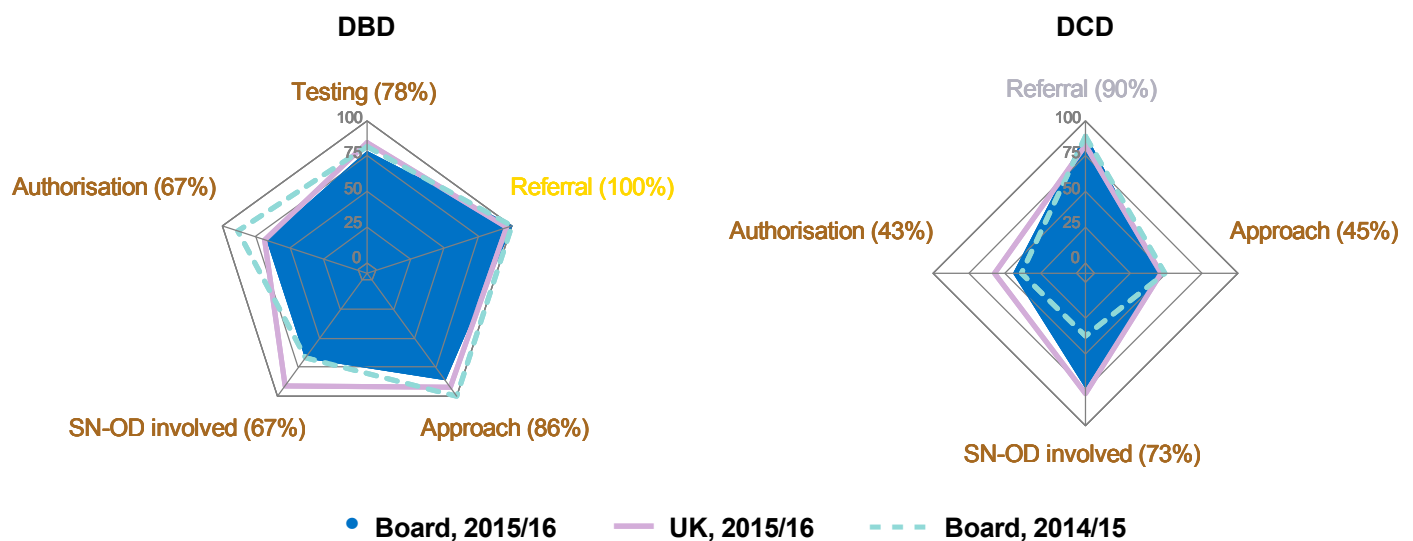 DBD
Testing (78%)
100
75
50
25
0
Authorisation (67%)
Referral (100%)
SN-OD involved (67%)
Approach (86%)
DCD
Referral (90%)
100
75
50
25
0
Authorisation (43%)
Approach (45%)
SN-OD involved (73%)
Board, 2015/16
UK, 2015/16
Board, 2014/15